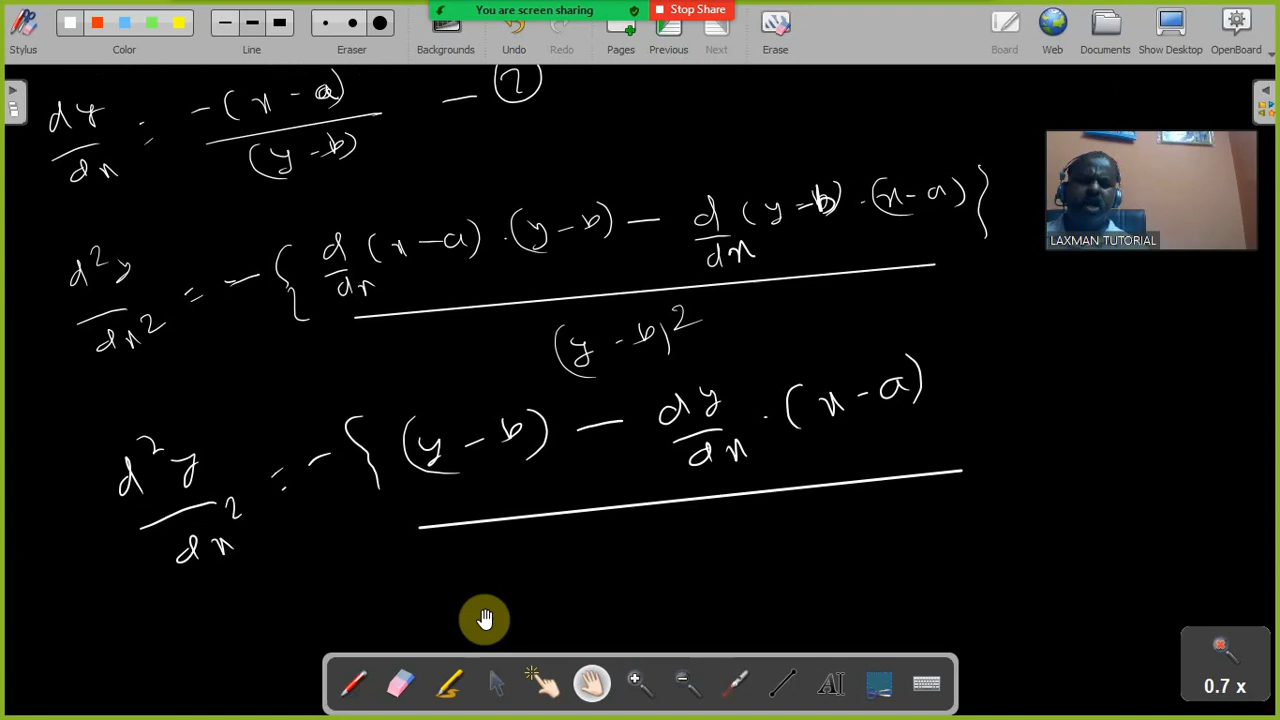 You are screen sharing Stop Share
Stylus Color Line Eraser Backgrounds Undo Redo Pages Previous Next Erase Board Web Documents Show Desktop OpenBoard
dy/dx = -(x - a)/(y - b) — ②
d²y/dx² = - { d/dx (x - a) · (y - b) - d/dx (y - b) · (x - a) } / (y - b)²
LAXMAN TUTORIAL
d²y/dx² = - { (y - b) - dy/dx · (x - a)
0.7 x